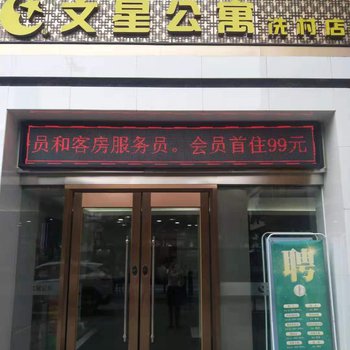 文星公寓 冼村店
员和客房服务员。会员首住99元
聘